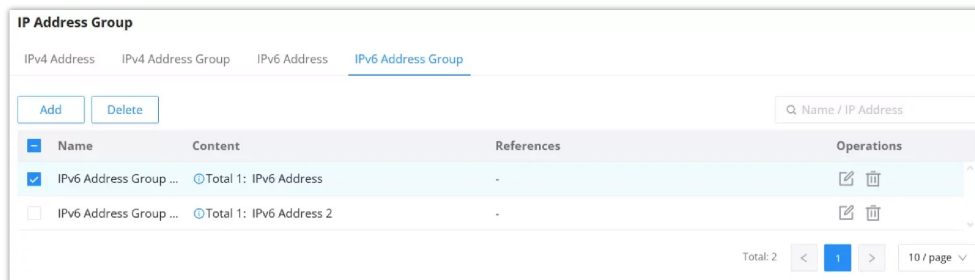 IP Address Group
IPv4 Address IPv4 Address Group IPv6 Address IPv6 Address Group
Add Delete Name / IP Address
Name Content References Operations
IPv6 Address Group ... Total 1: IPv6 Address -
IPv6 Address Group ... Total 1: IPv6 Address 2 -
Total: 2 < 1 > 10 / page